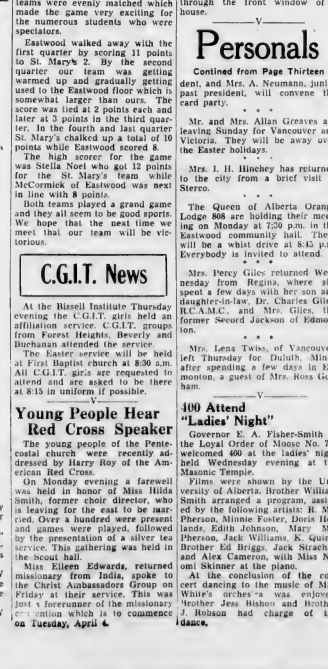 teams were evenly matched which
made the game very exciting for
the numerous students who were
spectators.
Eastwood walked away with the
first quarter by scoring 11 points
to St. Mary's 2. By the second
quarter our team was getting
warmed up and gradually getting
used to the Eastwood floor which is
somewhat larger than ours. The
score was tied at 2 points each and
later at 3 points in the third quar-
ter. In the fourth and last quarter
St. Mary's chalked up a total of 10
points while Eastwood scored 8.
The high scorer for the game
was Stella Noel who got 12 points
for the St. Mary's team while
McCormick of Eastwood was next
in line with 8 points.
Both teams played a grand game
and they all seem to be good sports.
We hope that the next time we
meet that our team will be vic-
torious.
C.G.I.T. News
At the Bissell Institute Thursday
evening the C.G.I.T. girls held an
affiliation service. C.G.I.T. groups
from Forest Heights, Beverly and
Buchanan attended the service.
The Easter service will be held
at First Baptist church at 8:30 a.m.
All C.G.I.T. girls are requested to
attend and are asked to be there
at 8:15 in uniform if possible.
V
Young People Hear
Red Cross Speaker
The young people of the Pente-
costal church were recently ad-
dressed by Harry Roy of the Am-
erican Red Cross.
On Monday evening a farewell
was held in honor of Miss Hilda
Smith, former choir director, who
is leaving for the east to be mar-
ried. Over a hundred were present
and games were played, followed
by the presentation of a silver tea
service. This gathering was held in
the Scout hall.
Miss Eileen Edwards, returned
missionary from India, spoke to
the Christ Ambassadors Group on
Friday at their service. This was
just a forerunner of the missionary
convention which is to commence
on Tuesday, April 4.
through the front window of
house.
V
Personals
Contined from Page Thirteen
dent, and Mrs. A. Neumann, juni
past president, will convene th
card party.
* * *
Mr. and Mrs. Allan Greaves a
leaving Sunday for Vancouver an
Victoria. They will be away ov
the Easter holidays.
* * *
Mrs. I. H. Hinchey has return
to the city from a brief visit
Sterco.
* * *
The Queen of Alberta Oran
Lodge 808 are holding their mee
ing on Monday at 7:30 p.m. in th
Eastwood community hall. The
will be a whist drive at 8:45 p.m
Everybody is invited to attend.
* * *
Mrs. Percy Giles returned We
nesday from Regina, where s
spent a few days with her son a
daughter-in-law, Dr. Charles Gile
R.C.A.M.C., and Mrs. Giles, th
former Secord Jackson of Edmo
ton.
* * *
Mrs. Lena Twiss, of Vancouv
left Thursday for Duluth, Min
after spending a few days in E
monton, a guest of Mrs. Ross Go
ham.
V
400 Attend
"Ladies' Night"
Governor E. A. Fisher-Smith
the Loyal Order of Moose No. 7
welcomed 400 at the ladies' nig
held Wednesday evening at t
Masonic Temple.
Films were shown by the Un
versity of Alberta. Brother Willia
Smith arranged a program, assis
ed by the following artists: R. M
Pherson, Minnie Foster, Doris Ho
lands, Edith Johnson, Mary M
Pherson, Jack Williams, K. Quin
Brother Ed Briggs, Jack Strach
and Alex Cameron, with Miss N
omi Skinner at the piano.
At the conclusion of the co
cert dancing to the music of M
White's orchestra was enjoye
Brother Jess Bishop and Broth
J. Robson had charge of t
dance.